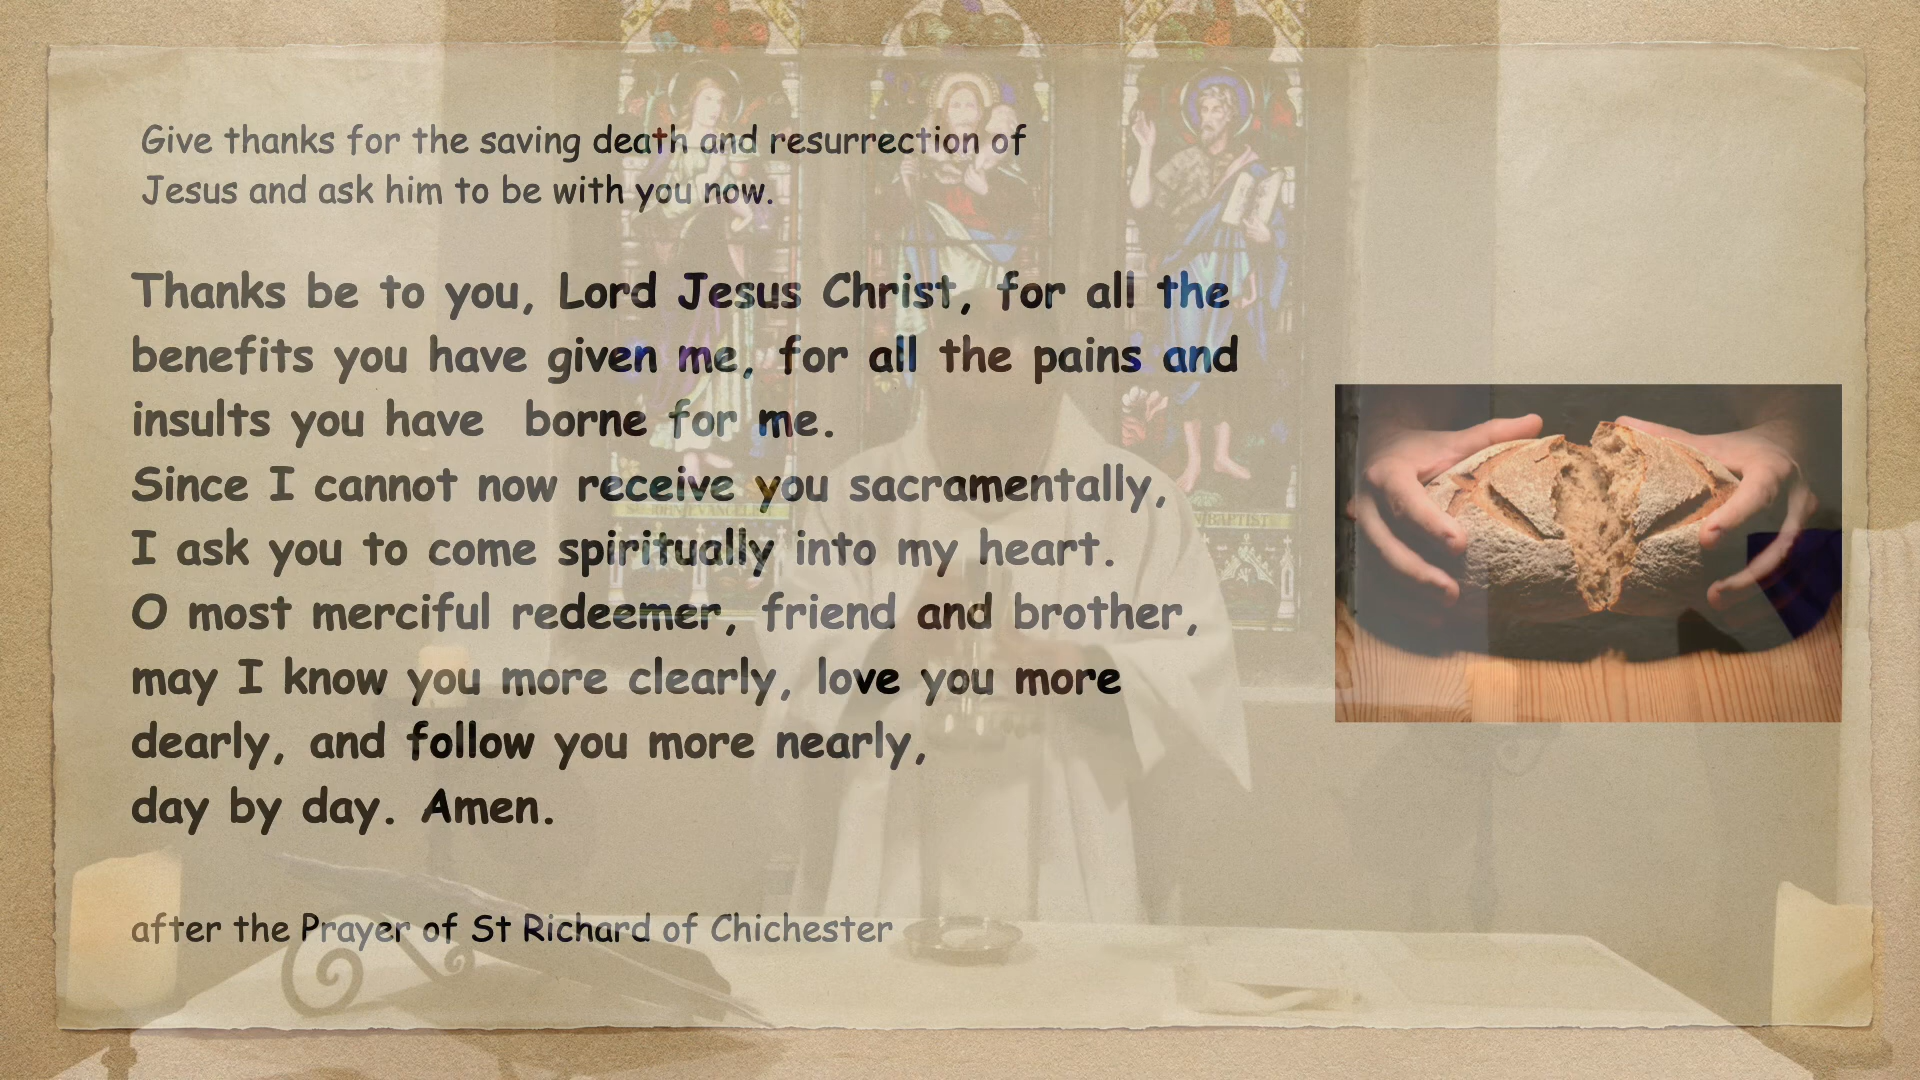 Give thanks for the saving death and resurrection of
Jesus and ask him to be with you now.
Thanks be to you, Lord Jesus Christ, for all the
benefits you have given me, for all the pains and
insults you have borne for me.
Since I cannot now receive you sacramentally,
I ask you to come spiritually into my heart.
O most merciful redeemer, friend and brother,
may I know you more clearly, love you more
dearly, and follow you more nearly,
day by day. Amen.
after the Prayer of St Richard of Chichester
ST JOHN EVANGELIST
BAPTIST